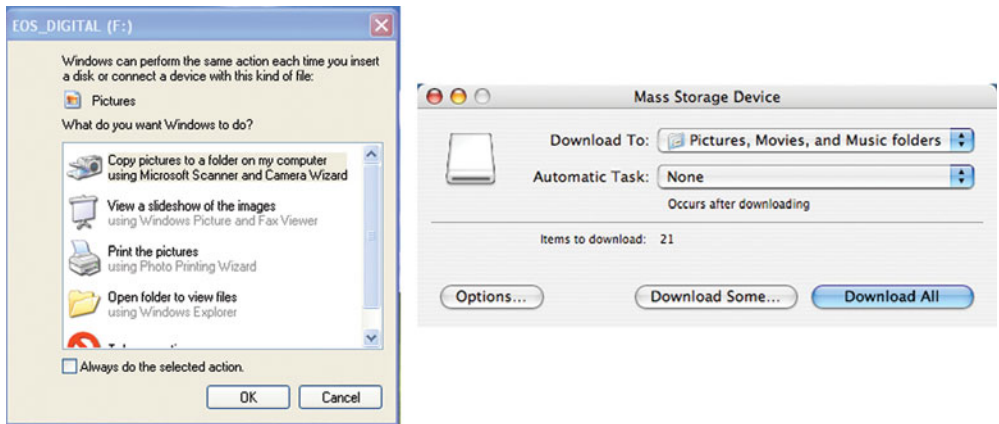 EOS_DIGITAL (F:)
Windows can perform the same action each time you insert
a disk or connect a device with this kind of file:
Pictures
What do you want Windows to do?
Copy pictures to a folder on my computer
using Microsoft Scanner and Camera Wizard
View a slideshow of the images
using Windows Picture and Fax Viewer
Print the pictures
using Photo Printing Wizard
Open folder to view files
using Windows Explorer
Always do the selected action.
OK
Cancel
Mass Storage Device
Download To:
Pictures, Movies, and Music folders
Automatic Task:
None
Occurs after downloading
Items to download: 21
Options...
Download Some...
Download All